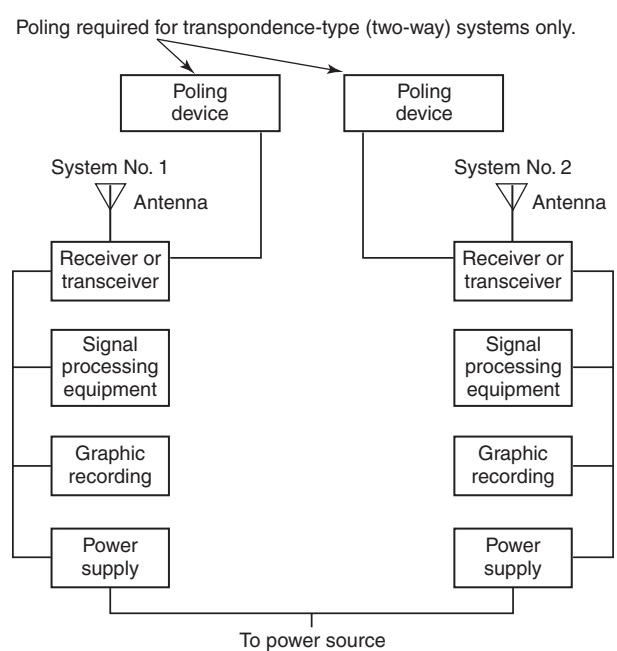 Poling required for transpondence-type (two-way) systems only.
Poling
device
Poling
device
System No. 1
Antenna
System No. 2
Antenna
Receiver or
transceiver
Receiver or
transceiver
Signal
processing
equipment
Signal
processing
equipment
Graphic
recording
Graphic
recording
Power
supply
Power
supply
To power source